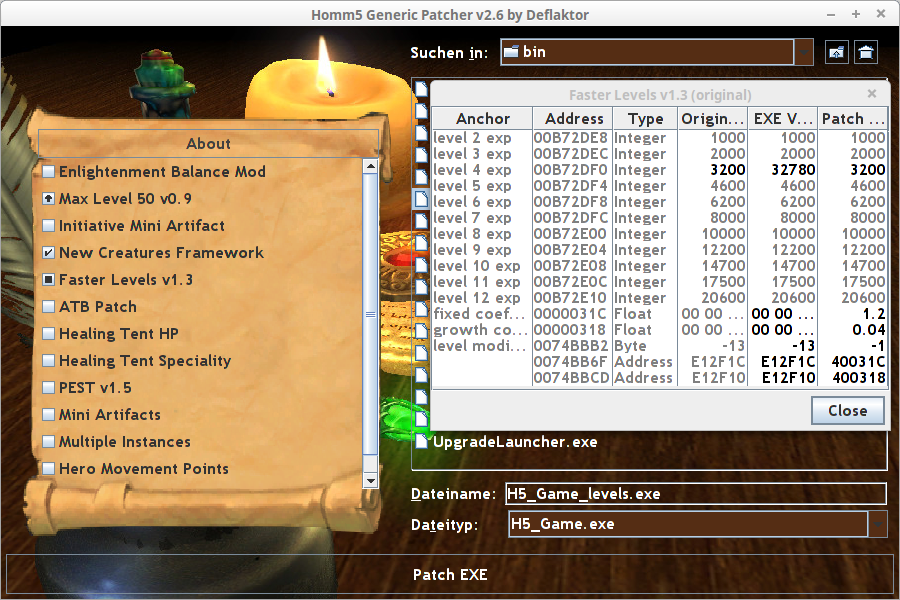 Homm5 Generic Patcher v2.6 by Deflaktor
Suchen in: bin
Faster Levels v1.3 (original)
Anchor Address Type Origin... EXE V... Patch ...
level 2 exp 00B72DE8 Integer 1000 1000 1000
level 3 exp 00B72DEC Integer 2000 2000 2000
level 4 exp 00B72DF0 Integer 3200 32780 3200
level 5 exp 00B72DF4 Integer 4600 4600 4600
level 6 exp 00B72DF8 Integer 6200 6200 6200
level 7 exp 00B72DFC Integer 8000 8000 8000
level 8 exp 00B72E00 Integer 10000 10000 10000
level 9 exp 00B72E04 Integer 12200 12200 12200
level 10 exp 00B72E08 Integer 14700 14700 14700
level 11 exp 00B72E0C Integer 17500 17500 17500
level 12 exp 00B72E10 Integer 20600 20600 20600
fixed coef... 0000031C Float 00 00 ... 00 00 ... 1.2
growth co... 00000318 Float 00 00 ... 00 00 ... 0.04
level modi... 0074BBB2 Byte -13 -13 -1
0074BB6F Address E12F1C E12F1C 40031C
0074BBCD Address E12F10 E12F10 400318
Close
About
Enlightenment Balance Mod
Max Level 50 v0.9
Initiative Mini Artifact
New Creatures Framework
Faster Levels v1.3
ATB Patch
Healing Tent HP
Healing Tent Speciality
PEST v1.5
Mini Artifacts
Multiple Instances
Hero Movement Points
UpgradeLauncher.exe
Dateiname: H5_Game_levels.exe
Dateityp: H5_Game.exe
Patch EXE